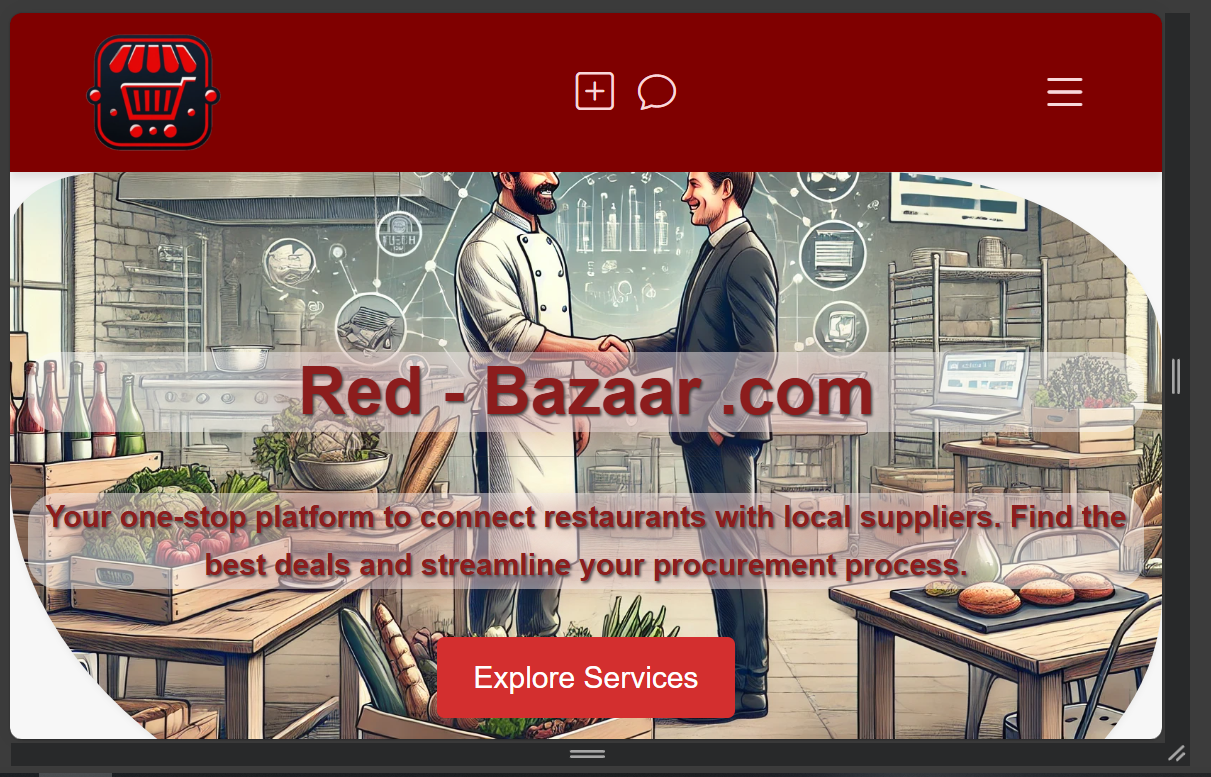 Red - Bazaar .com
Your one-stop platform to connect restaurants with local suppliers. Find the
best deals and streamline your procurement process.
Explore Services